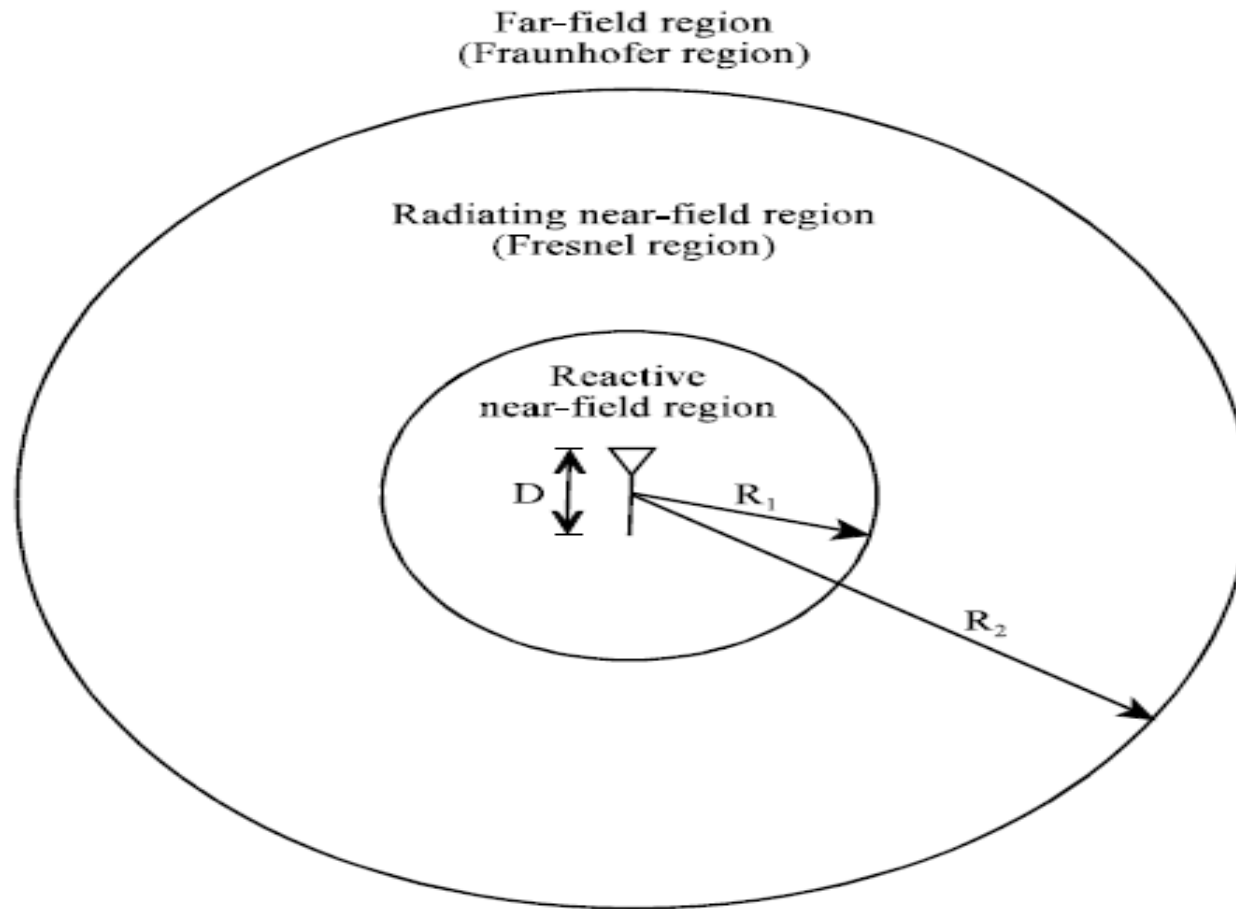 Far-field region
(Fraunhofer region)
Radiating near-field region
(Fresnel region)
Reactive
near-field region
D
R₁
R₂